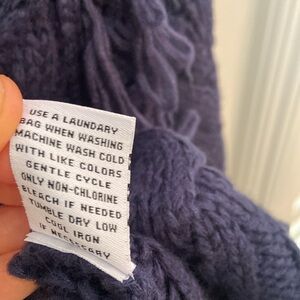 USE A LAUNDARY
BAG WHEN WASHING
MACHINE WASH COLD
WITH LIKE COLORS
GENTLE CYCLE
ONLY NON-CHLORINE
BLEACH IF NEEDED
TUMBLE DRY LOW
COOL IRON
IF NECESSARY